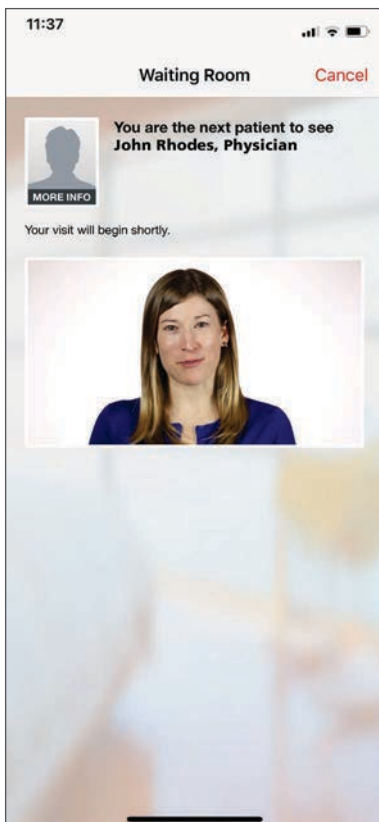 11:37
Waiting Room
Cancel
You are the next patient to see
John Rhodes, Physician
MORE INFO
Your visit will begin shortly.